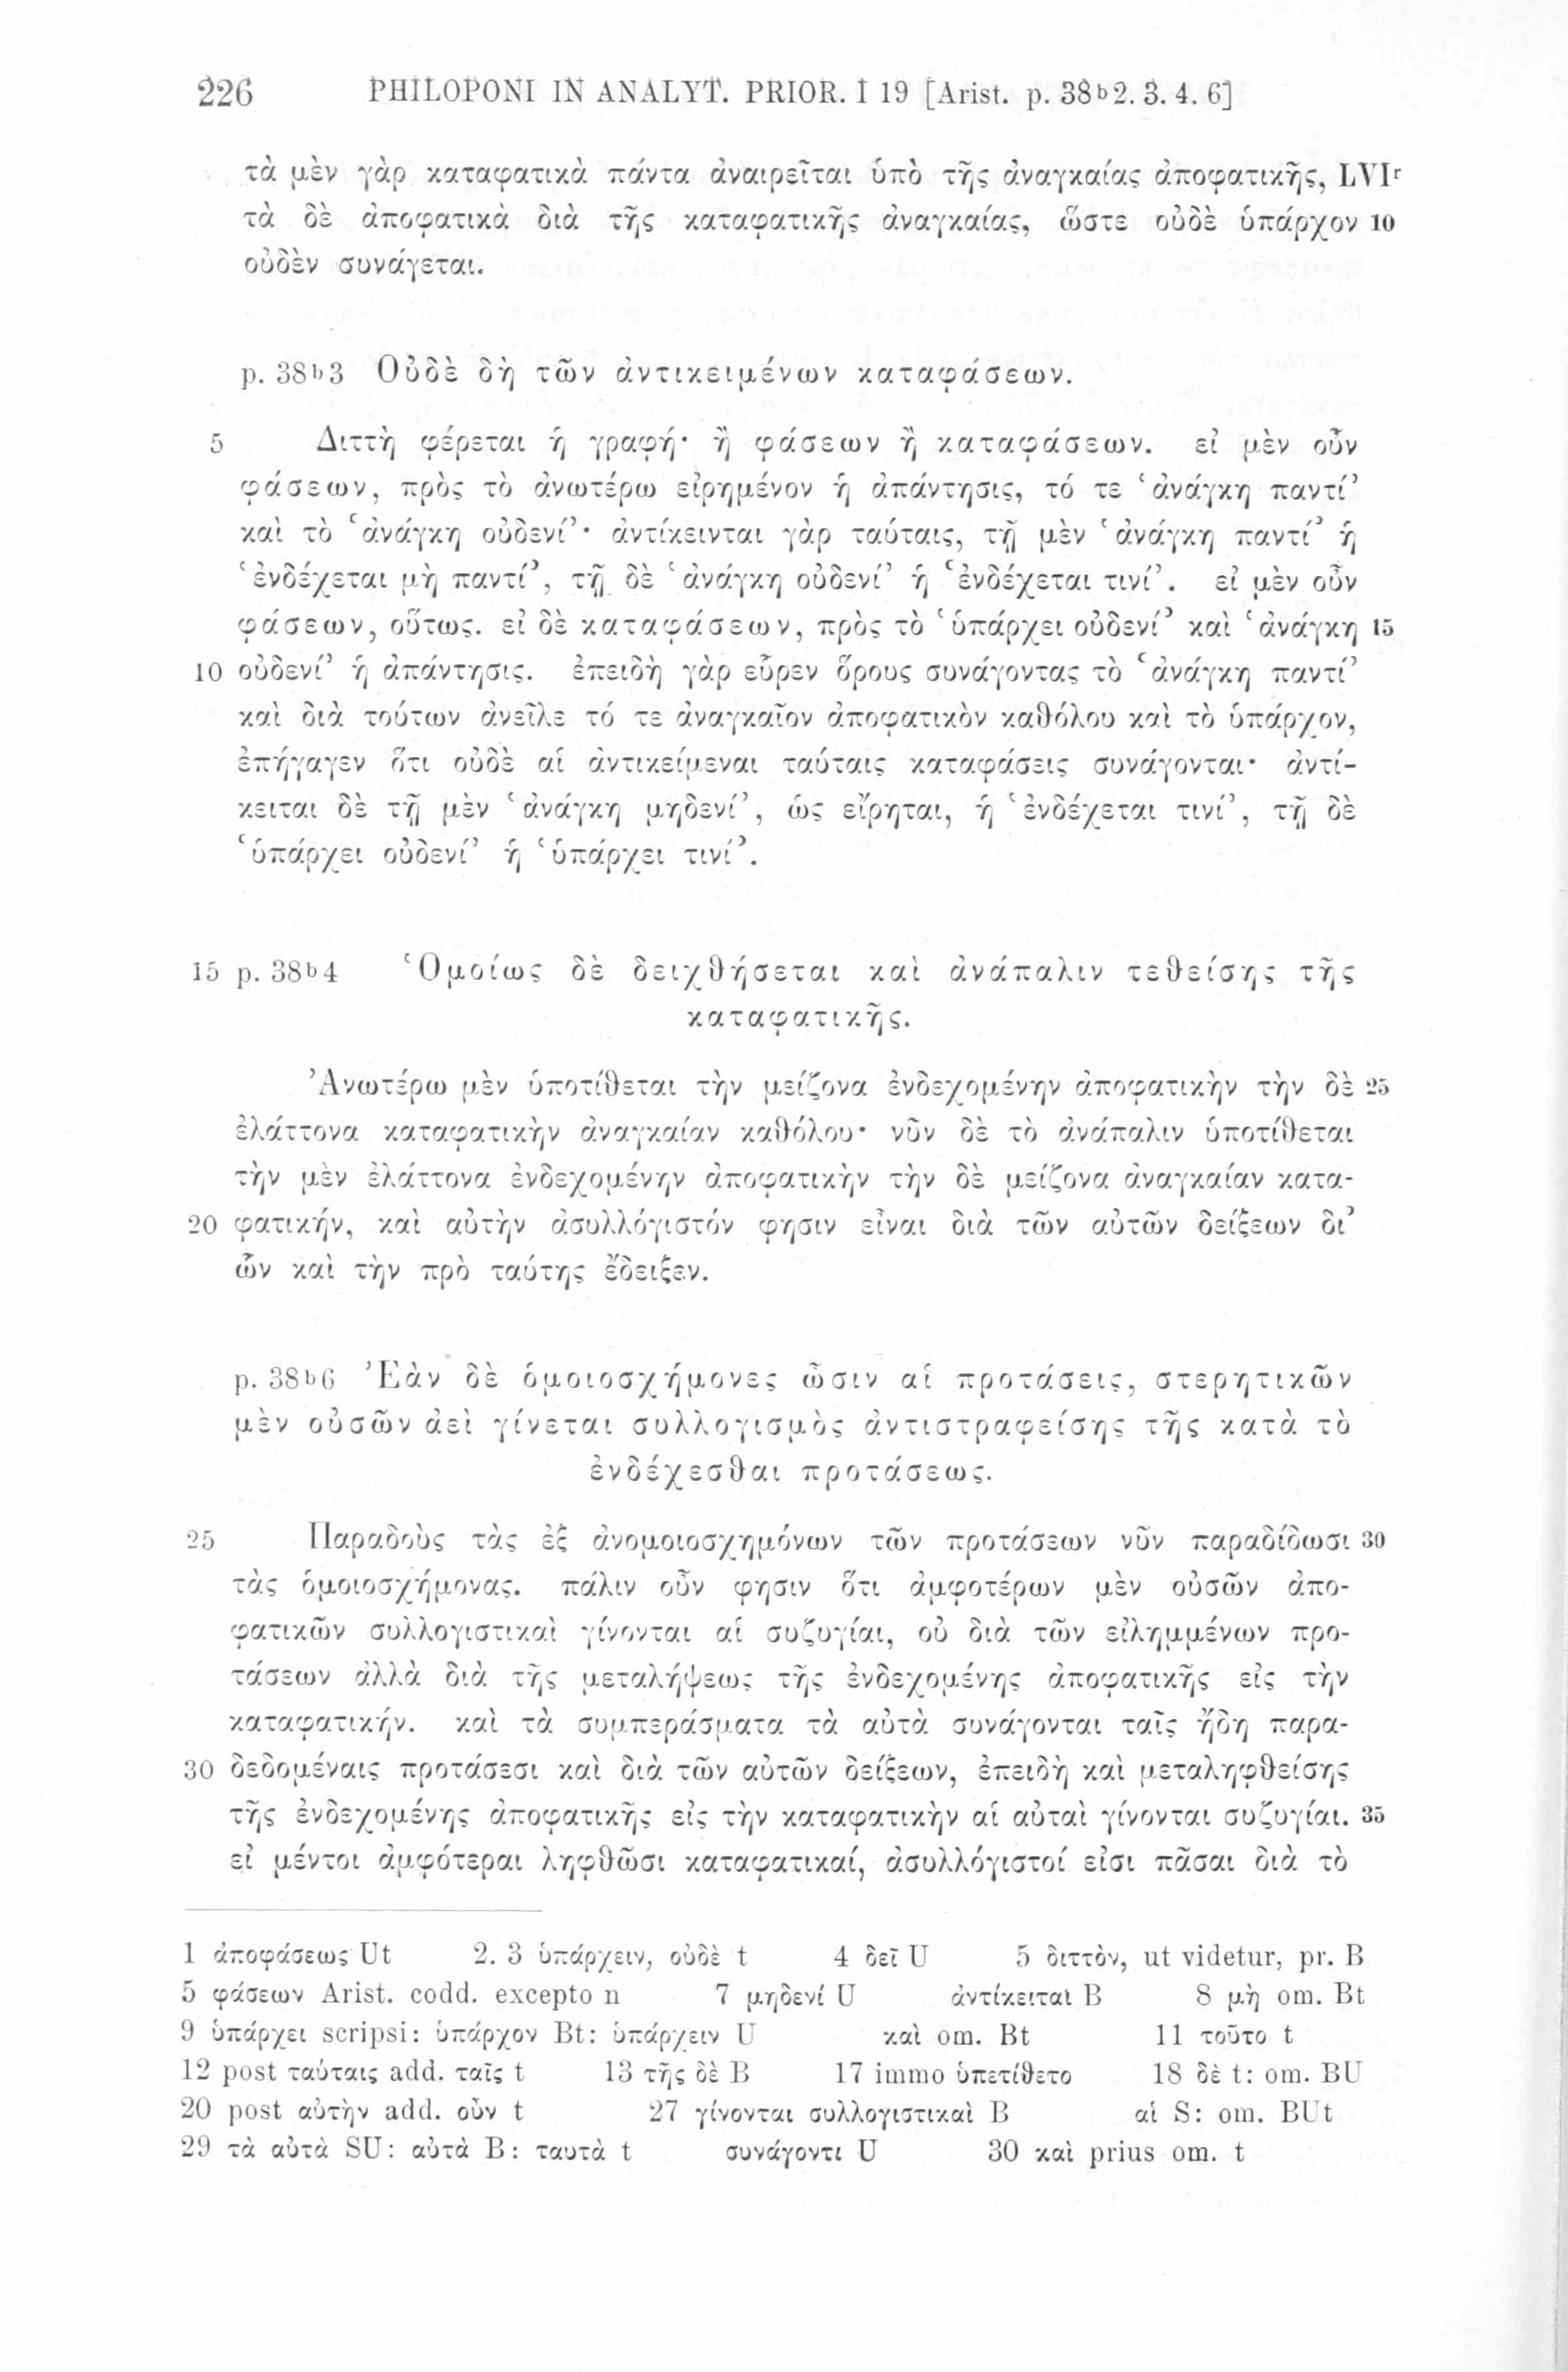 226 PHILOPONI IN ANALYT. PRIOR. I 19 [Arist. p. 38b2. 3. 4. 6]
τὰ μὲν γὰρ καταφατικὰ πάντα ἀναιρεῖται ὑπὸ τῆς ἀναγκαίας ἀποφατικῆς, LVIr
τὰ δὲ ἀποφατικὰ διὰ τῆς καταφατικῆς ἀναγκαίας, ὥστε οὐδὲ ὑπάρχον 10
οὐδὲν συνάγεται.
p. 38b3 Οὐδὲ δὴ τῶν ἀντικειμένων καταφάσεων.
5 Διττὴ φέρεται ἡ γραφή· ἢ φάσεων ἢ καταφάσεων. εἰ μὲν οὖν
φάσεων, πρὸς τὸ ἀνωτέρω εἰρημένον ἡ ἀπάντησις, τό τε ‘ἀνάγκη παντί’
καὶ τὸ ‘ἀνάγκη οὐδενί’· ἀντίκεινται γὰρ ταύταις, τῇ μὲν ‘ἀνάγκη παντί’ ἡ
‘ἐνδέχεται μὴ παντί’, τῇ δὲ ‘ἀνάγκη οὐδενί’ ἡ ‘ἐνδέχεται τινί’. εἰ μὲν οὖν
φάσεων, οὕτως. εἰ δὲ καταφάσεων, πρὸς τὸ ‘ὑπάρχει οὐδενί’ καὶ ‘ἀνάγκη 15
10 οὐδενί’ ἡ ἀπάντησις. ἐπειδὴ γὰρ εὗρεν ὅρους συνάγοντας τὸ ‘ἀνάγκη παντί’
καὶ διὰ τούτων ἀνεῖλε τό τε ἀναγκαῖον ἀποφατικὸν καθόλου καὶ τὸ ὑπάρχον,
ἐπήγαγεν ὅτι οὐδὲ αἱ ἀντικείμεναι ταύταις καταφάσεις συνάγονται· ἀντί-
κειται δὲ τῇ μὲν ‘ἀνάγκη μηδενί’, ὡς εἴρηται, ἡ ‘ἐνδέχεται τινί’, τῇ δὲ
‘ὑπάρχει οὐδενί’ ἡ ‘ὑπάρχει τινί’.
15 p. 38b4 Ὁμοίως δὲ δειχθήσεται καὶ ἀνάπαλιν τεθείσης τῆς
καταφατικῆς.
Ἀνωτέρω μὲν ὑποτίθεται τὴν μείζονα ἐνδεχομένην ἀποφατικὴν τὴν δὲ 25
ἐλάττονα καταφατικὴν ἀναγκαίαν καθόλου· νῦν δὲ τὸ ἀνάπαλιν ὑποτίθεται
τὴν μὲν ἐλάττονα ἐνδεχομένην ἀποφατικὴν τὴν δὲ μείζονα ἀναγκαίαν κατα-
20 φατικήν, καὶ αὐτὴν ἀσυλλόγιστόν φησιν εἶναι διὰ τῶν αὐτῶν δείξεων δι’
ὧν καὶ τὴν πρὸ ταύτης ἔδειξεν.
p. 38b6 Ἐὰν δὲ ὁμοιοσχήμονες ὦσιν αἱ προτάσεις, στερητικῶν
μὲν οὐσῶν ἀεὶ γίνεται συλλογισμὸς ἀντιστραφείσης τῆς κατὰ τὸ
ἐνδέχεσθαι προτάσεως.
25 Παραδοὺς τὰς ἐξ ἀνομοιοσχημόνων τῶν προτάσεων νῦν παραδίδωσι 30
τὰς ὁμοιοσχήμονας. πάλιν οὖν φησιν ὅτι ἀμφοτέρων μὲν οὐσῶν ἀπο-
φατικῶν συλλογιστικαὶ γίνονται αἱ συζυγίαι, οὐ διὰ τῶν εἰλημμένων προ-
τάσεων ἀλλὰ διὰ τῆς μεταλήψεως τῆς ἐνδεχομένης ἀποφατικῆς εἰς τὴν
καταφατικήν. καὶ τὰ συμπεράσματα τὰ αὐτὰ συνάγονται ταῖς ἤδη παρα-
30 δεδομέναις προτάσεσι καὶ διὰ τῶν αὐτῶν δείξεων, ἐπειδὴ καὶ μεταληφθείσης
τῆς ἐνδεχομένης ἀποφατικῆς εἰς τὴν καταφατικὴν αἱ αὐταὶ γίνονται συζυγίαι. 35
εἰ μέντοι ἀμφότεραι ληφθῶσι καταφατικαί, ἀσυλλόγιστοί εἰσι πᾶσαι διὰ τὸ
1 ἀποφάσεως Ut 2. 3 ὑπάρχειν, οὐδὲ t 4 δεῖ U 5 διττὸν, ut videtur, pr. B
5 φάσεων Arist. codd. excepto n 7 μηδενί U ἀντίκειται B 8 μὴ om. Bt
9 ὑπάρχει scripsi: ὑπάρχον Bt: ὑπάρχειν U καὶ om. Bt 11 τοῦτο t
12 post ταύταις add. ταῖς t 13 τῆς δὲ B 17 immo ὑπετίθετο 18 δὲ t: om. BU
20 post αὐτὴν add. οὖν t 27 γίνονται συλλογιστικαὶ B αἱ S: om. BUt
29 τὰ αὐτὰ SU: αὐτὰ B: ταυτὰ t συνάγοντι U 30 καὶ prius om. t